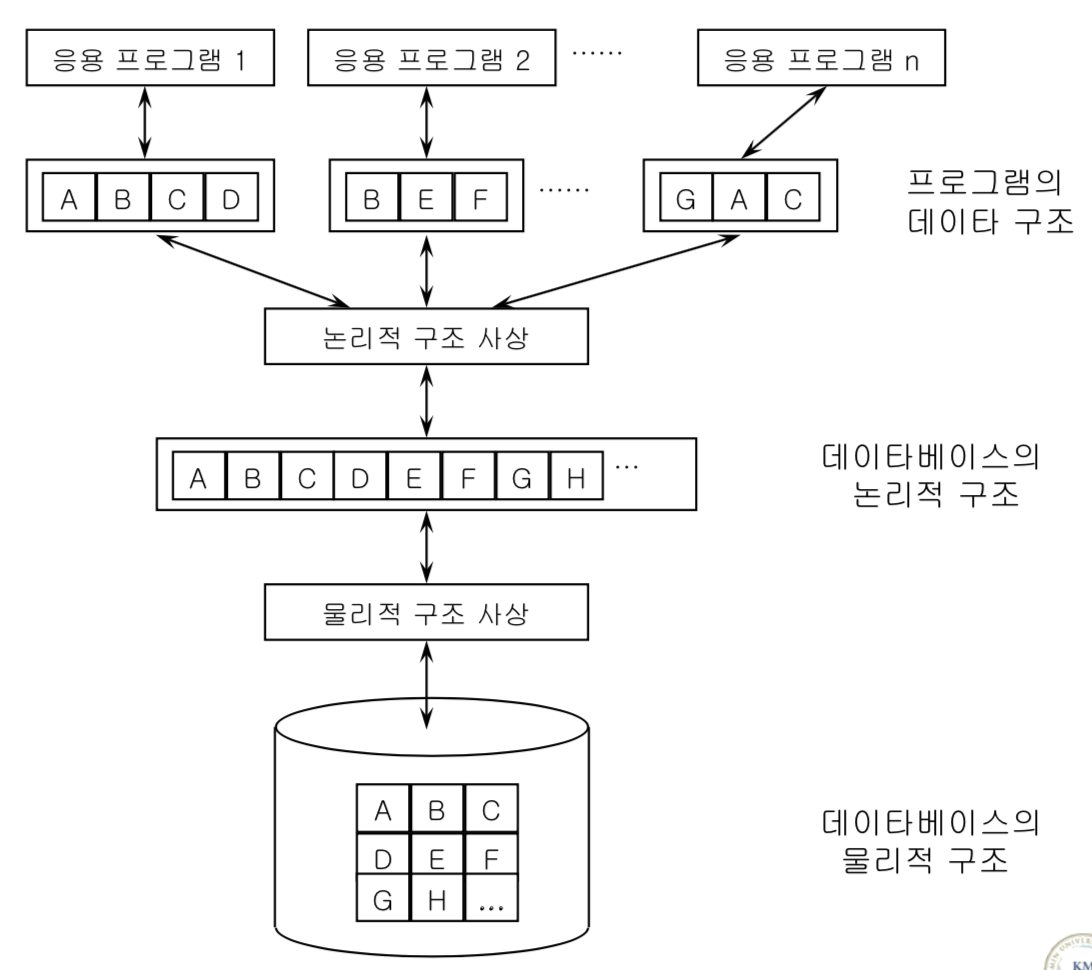 응용 프로그램 1
응용 프로그램 2
......
응용 프로그램 n
A B C D
B E F
......
G A C
프로그램의
데이타 구조
논리적 구조 사상
A B C D E F G H ...
데이타베이스의
논리적 구조
물리적 구조 사상
A B C
D E F
G H ...
데이타베이스의
물리적 구조
KM